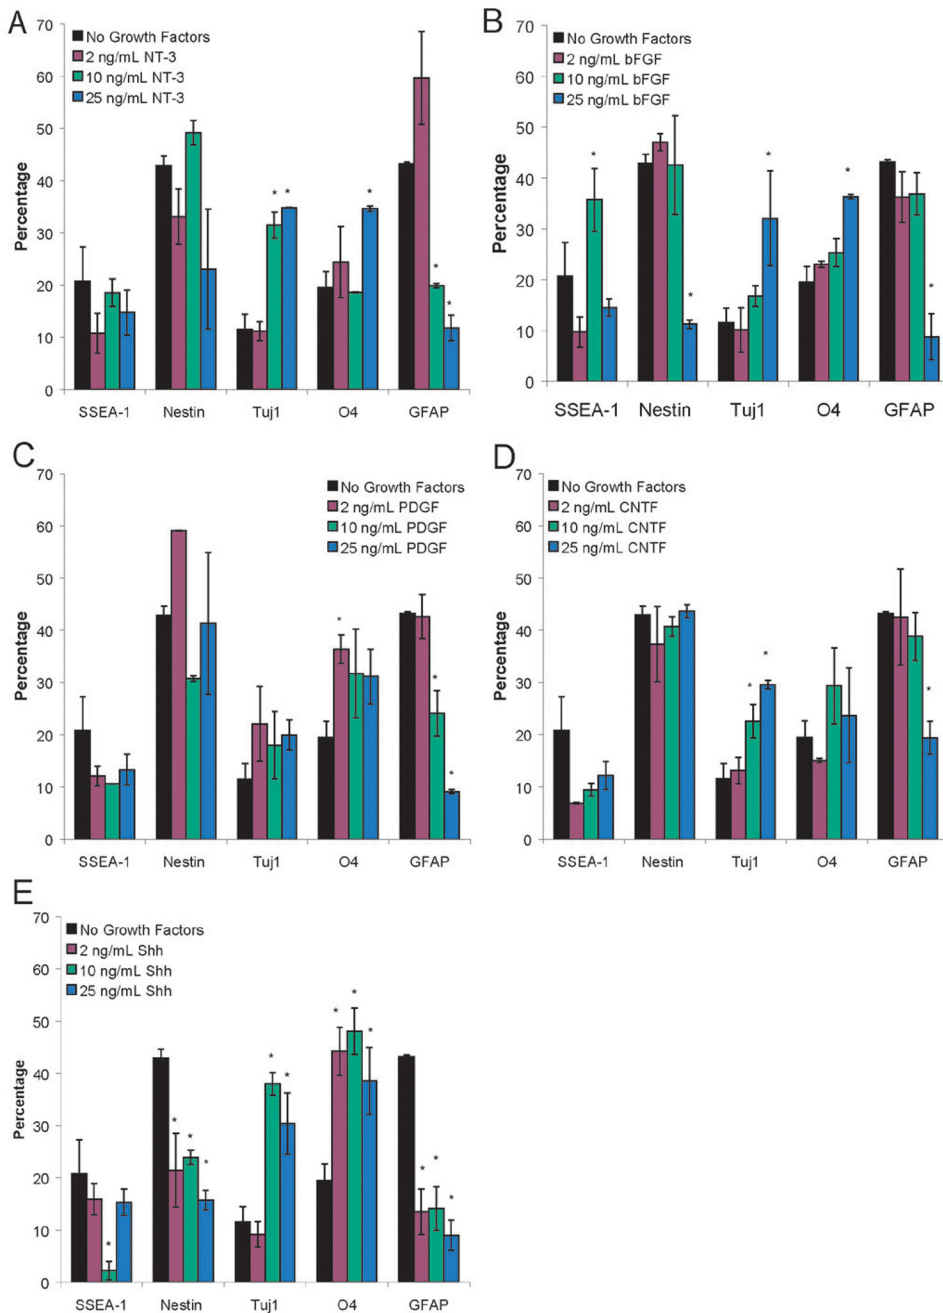 A
70
60
50
40
30
20
10
0
Percentage
No Growth Factors
2 ng/mL NT-3
10 ng/mL NT-3
25 ng/mL NT-3
* * * * *
SSEA-1 Nestin Tuj1 O4 GFAP
B
70
60
50
40
30
20
10
0
Percentage
No Growth Factors
2 ng/mL bFGF
10 ng/mL bFGF
25 ng/mL bFGF
* * * * *
SSEA-1 Nestin Tuj1 O4 GFAP
C
70
60
50
40
30
20
10
0
Percentage
No Growth Factors
2 ng/mL PDGF
10 ng/mL PDGF
25 ng/mL PDGF
* * *
SSEA-1 Nestin Tuj1 O4 GFAP
D
70
60
50
40
30
20
10
0
Percentage
No Growth Factors
2 ng/mL CNTF
10 ng/mL CNTF
25 ng/mL CNTF
* * *
SSEA-1 Nestin Tuj1 O4 GFAP
E
70
60
50
40
30
20
10
0
Percentage
No Growth Factors
2 ng/mL Shh
10 ng/mL Shh
25 ng/mL Shh
* * * * * * * * * * * *
SSEA-1 Nestin Tuj1 O4 GFAP